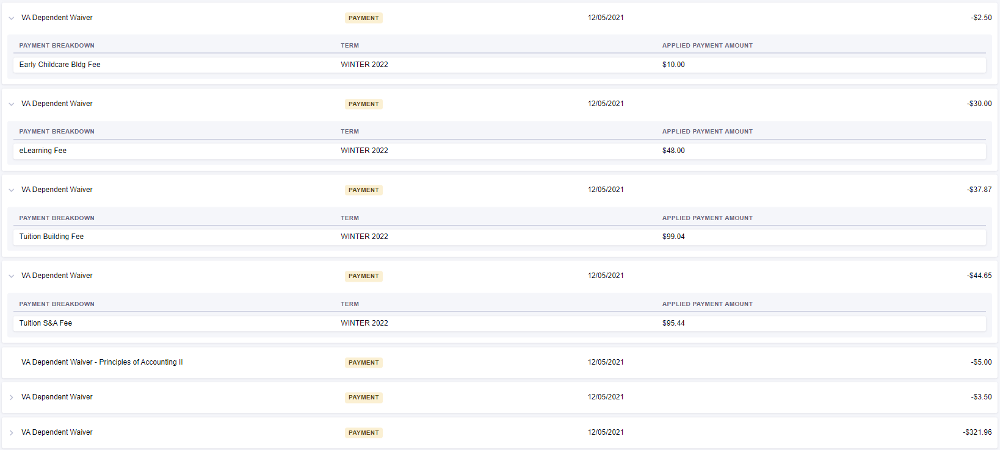 VA Dependent Waiver PAYMENT 12/05/2021 -$2.50
PAYMENT BREAKDOWN TERM APPLIED PAYMENT AMOUNT
Early Childcare Bldg Fee WINTER 2022 $10.00
VA Dependent Waiver PAYMENT 12/05/2021 -$30.00
PAYMENT BREAKDOWN TERM APPLIED PAYMENT AMOUNT
eLearning Fee WINTER 2022 $48.00
VA Dependent Waiver PAYMENT 12/05/2021 -$37.87
PAYMENT BREAKDOWN TERM APPLIED PAYMENT AMOUNT
Tuition Building Fee WINTER 2022 $99.04
VA Dependent Waiver PAYMENT 12/05/2021 -$44.65
PAYMENT BREAKDOWN TERM APPLIED PAYMENT AMOUNT
Tuition S&A Fee WINTER 2022 $95.44
VA Dependent Waiver - Principles of Accounting II PAYMENT 12/05/2021 -$5.00
VA Dependent Waiver PAYMENT 12/05/2021 -$3.50
VA Dependent Waiver PAYMENT 12/05/2021 -$321.96